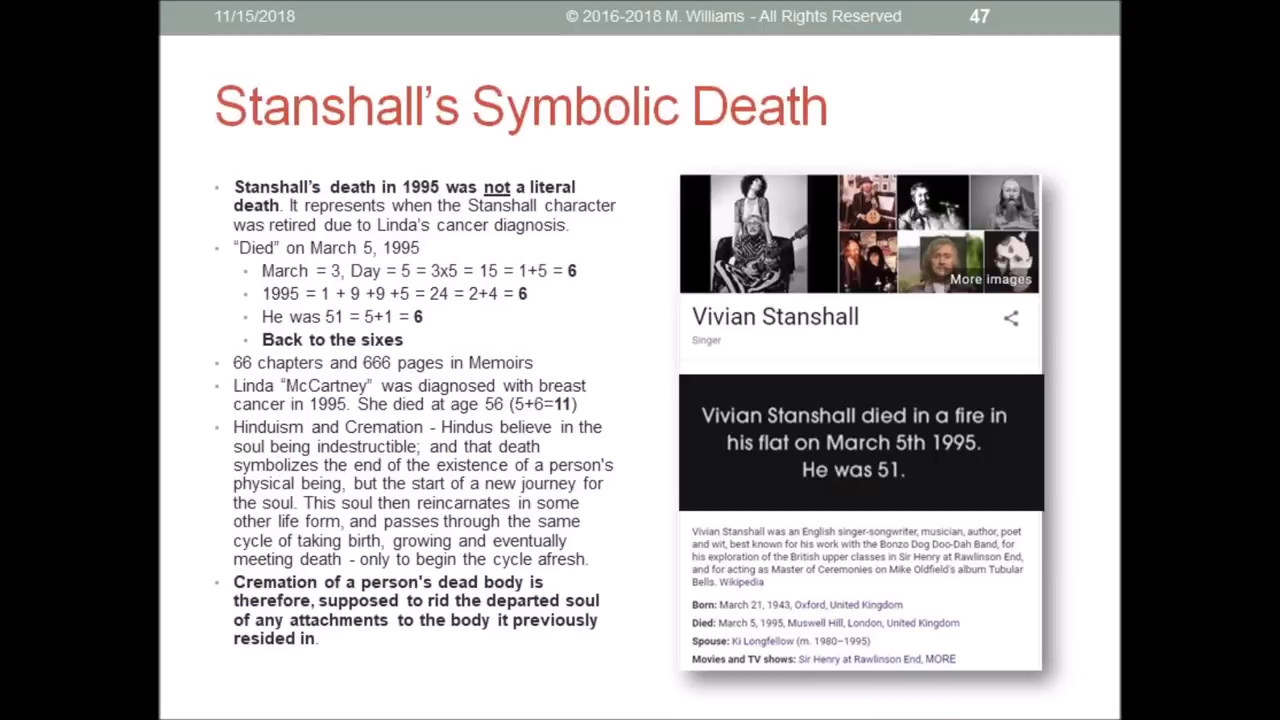 11/15/2018
© 2016-2018 M. Williams - All Rights Reserved
47
Stanshall's Symbolic Death
• Stanshall's death in 1995 was not a literal
death. It represents when the Stanshall character
was retired due to Linda's cancer diagnosis.
• "Died" on March 5, 1995
• March = 3, Day = 5 = 3x5 = 15 = 1+5 = 6
• 1995 = 1 + 9 +9 +5 = 24 = 2+4 = 6
• He was 51 = 5+1 = 6
• Back to the sixes
• 66 chapters and 666 pages in Memoirs
• Linda "McCartney" was diagnosed with breast
cancer in 1995. She died at age 56 (5+6=11)
• Hinduism and Cremation - Hindus believe in the
soul being indestructible; and that death
symbolizes the end of the existence of a person's
physical being, but the start of a new journey for
the soul. This soul then reincarnates in some
other life form, and passes through the same
cycle of taking birth, growing and eventually
meeting death - only to begin the cycle afresh.
• Cremation of a person's dead body is
therefore, supposed to rid the departed soul
of any attachments to the body it previously
resided in.
More images
Vivian Stanshall
Singer
Vivian Stanshall died in a fire in
his flat on March 5th 1995.
He was 51.
Vivian Stanshall was an English singer-songwriter, musician, author, poet
and wit, best known for his work with the Bonzo Dog Doo-Dah Band, for
his exploration of the British upper classes in Sir Henry at Rawlinson End,
and for acting as Master of Ceremonies on Mike Oldfield's album Tubular
Bells. Wikipedia
Born: March 21, 1943, Oxford, United Kingdom
Died: March 5, 1995, Muswell Hill, London, United Kingdom
Spouse: Ki Longfellow (m. 1980–1995)
Movies and TV shows: Sir Henry at Rawlinson End, MORE